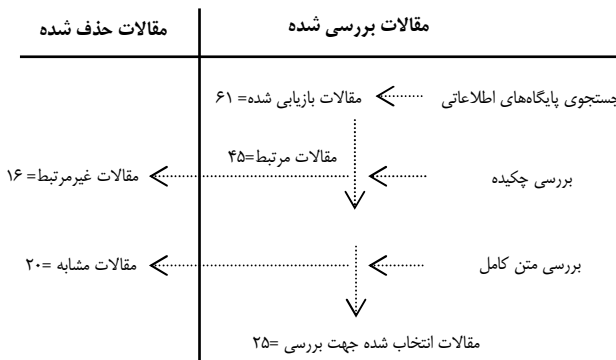 مقالات بررسی شده
مقالات حذف شده
جستجوی پایگاه‌های اطلاعاتی
مقالات بازیابی شده= ۶۱
مقالات مرتبط=۴۵
بررسی چکیده
مقالات غیرمرتبط= ۱۶
بررسی متن کامل
مقالات مشابه =۲۰
مقالات انتخاب شده جهت بررسی =۲۵